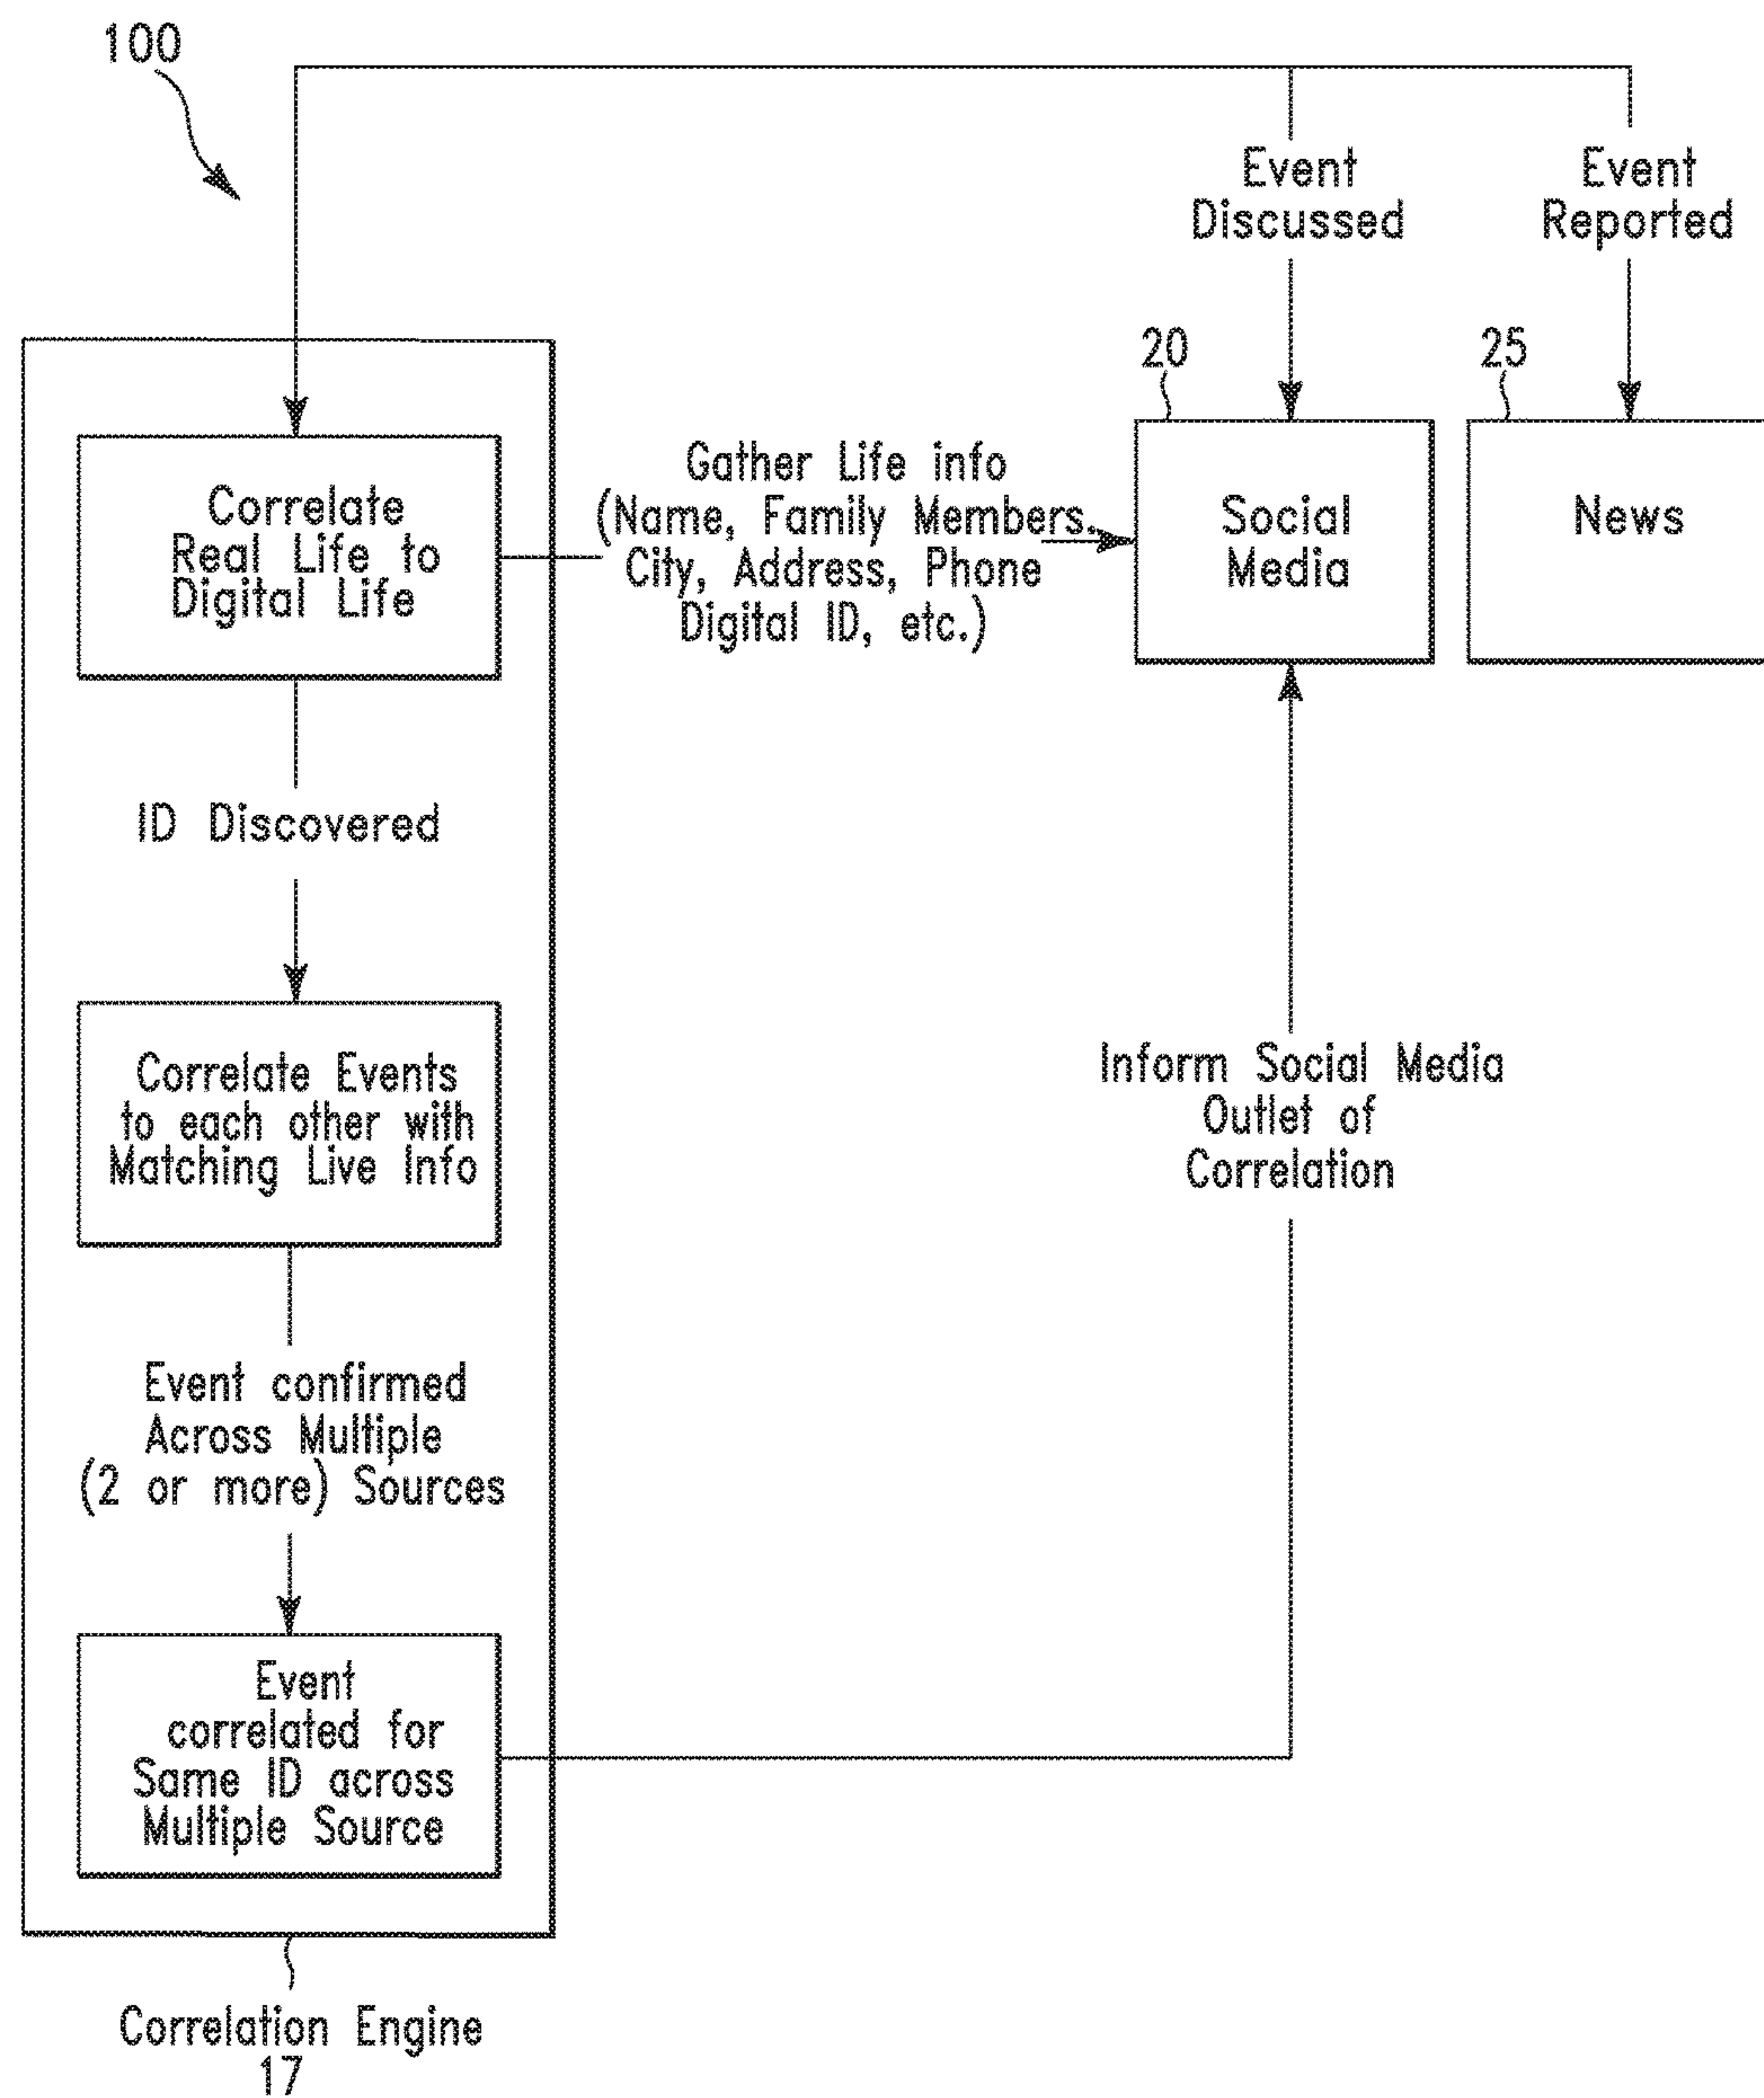 100
Event
Discussed
Event
Reported
20
25
Correlate
Real Life to
Digital Life
Gather Life info
(Name, Family Members.
City, Address, Phone
Digital ID, etc.)
Social
Media
News
ID Discovered
Correlate Events
to each other with
Matching Live Info
Inform Social Media
Outlet of
Correlation
Event confirmed
Across Multiple
(2 or more) Sources
Event
correlated for
Same ID across
Multiple Source
Correlation Engine
17